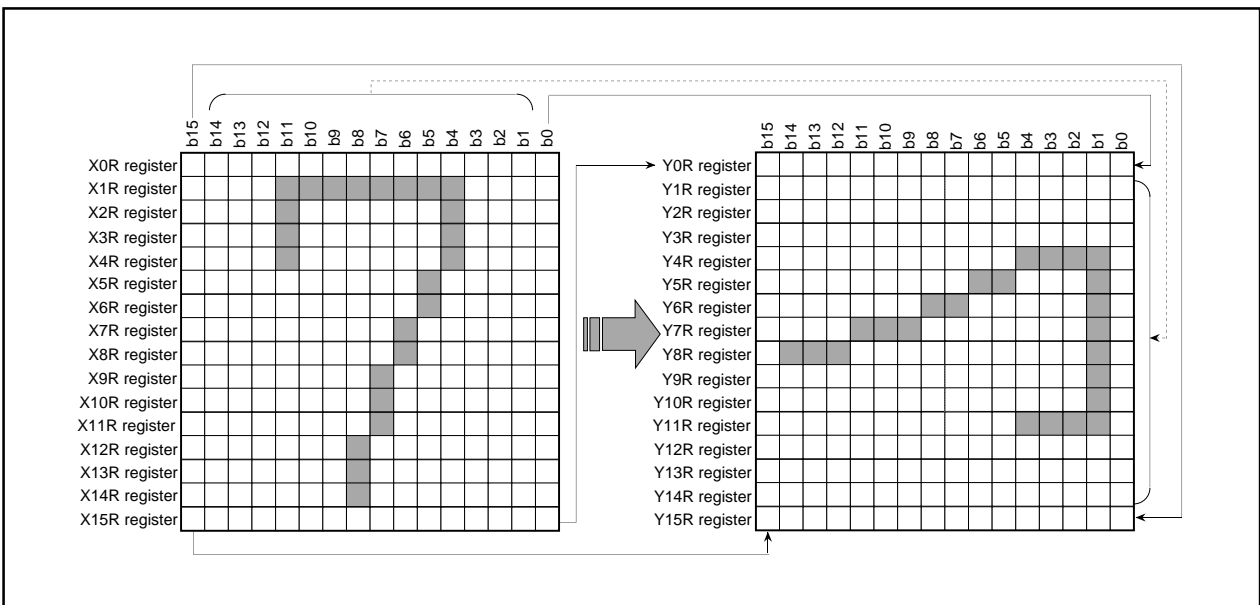 b15 b14 b13 b12 b11 b10 b9 b8 b7 b6 b5 b4 b3 b2 b1 b0
X0R register
X1R register
X2R register
X3R register
X4R register
X5R register
X6R register
X7R register
X8R register
X9R register
X10R register
X11R register
X12R register
X13R register
X14R register
X15R register
b15 b14 b13 b12 b11 b10 b9 b8 b7 b6 b5 b4 b3 b2 b1 b0
Y0R register
Y1R register
Y2R register
Y3R register
Y4R register
Y5R register
Y6R register
Y7R register
Y8R register
Y9R register
Y10R register
Y11R register
Y12R register
Y13R register
Y14R register
Y15R register